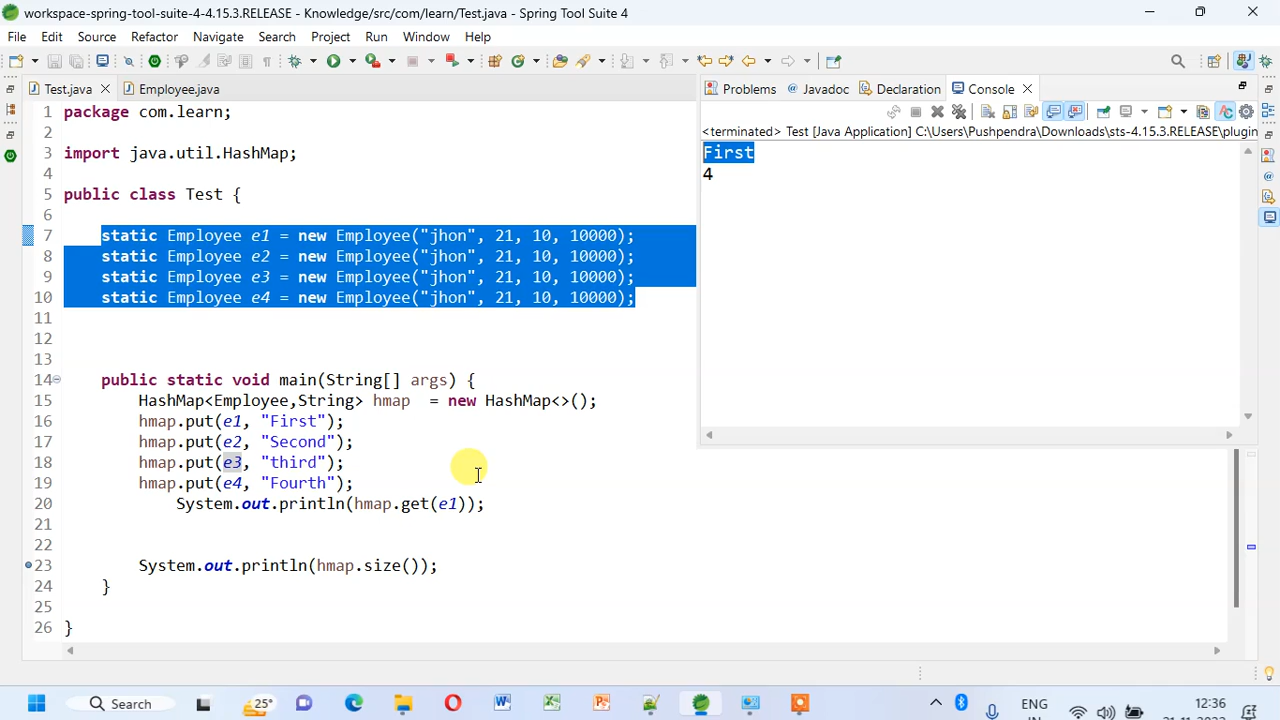 workspace-spring-tool-suite-4-4.15.3.RELEASE - Knowledge/src/com/learn/Test.java - Spring Tool Suite 4
File Edit Source Refactor Navigate Search Project Run Window Help
Test.java Employee.java
Problems Javadoc Declaration Console
<terminated> Test [Java Application] C:\Users\Pushpendra\Downloads\sts-4.15.3.RELEASE\plugin
First
4
1 package com.learn;
2
3 import java.util.HashMap;
4
5 public class Test {
6
7 static Employee e1 = new Employee("jhon", 21, 10, 10000);
8 static Employee e2 = new Employee("jhon", 21, 10, 10000);
9 static Employee e3 = new Employee("jhon", 21, 10, 10000);
10 static Employee e4 = new Employee("jhon", 21, 10, 10000);
11
12
13
14 public static void main(String[] args) {
15 HashMap<Employee,String> hmap = new HashMap<>();
16 hmap.put(e1, "First");
17 hmap.put(e2, "Second");
18 hmap.put(e3, "third");
19 hmap.put(e4, "Fourth");
20 System.out.println(hmap.get(e1));
21
22
23 System.out.println(hmap.size());
24 }
25
26 }
25°
Search
ENG
IN
12:36